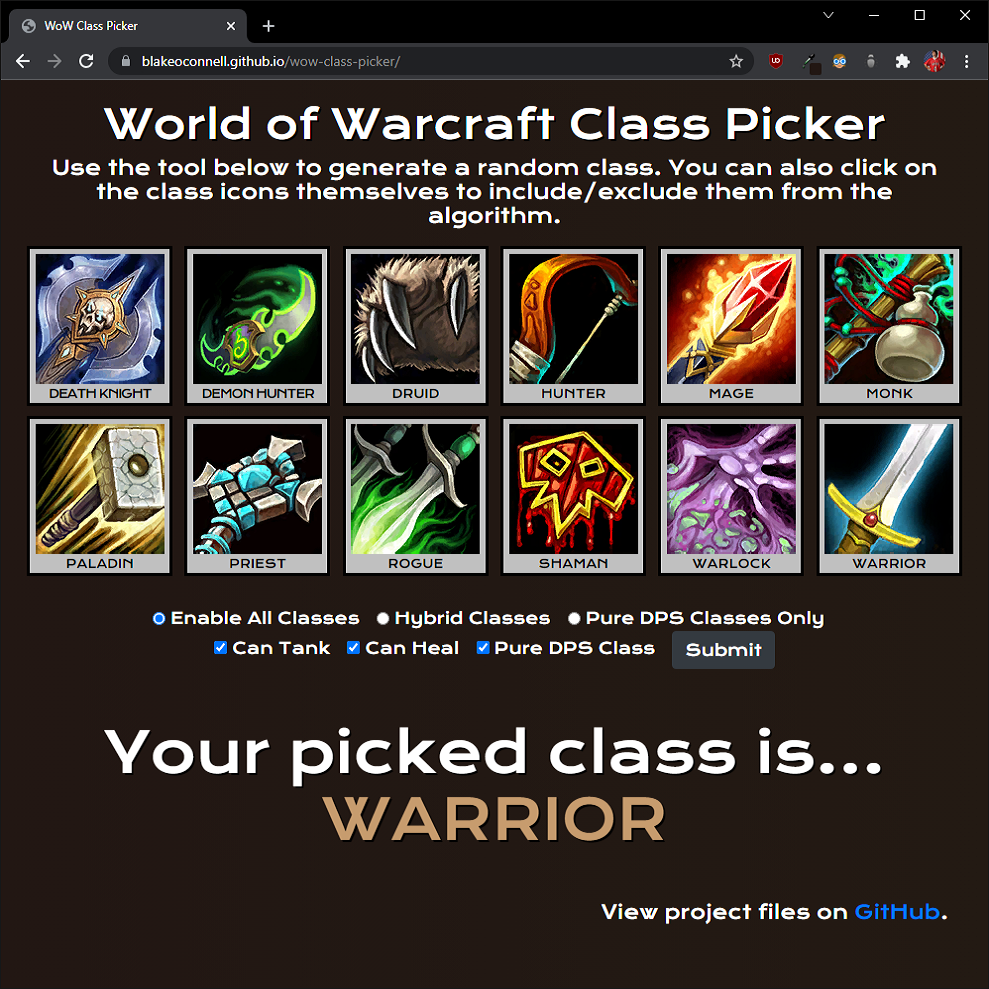 WoW Class Picker
blakeoconnell.github.io/wow-class-picker/
World of Warcraft Class Picker
Use the tool below to generate a random class. You can also click on
the class icons themselves to include/exclude them from the
algorithm.
DEATH KNIGHT
DEMON HUNTER
DRUID
HUNTER
MAGE
MONK
PALADIN
PRIEST
ROGUE
SHAMAN
WARLOCK
WARRIOR
Enable All Classes Hybrid Classes Pure DPS Classes Only
Can Tank Can Heal Pure DPS Class Submit
Your picked class is...
WARRIOR
View project files on GitHub.